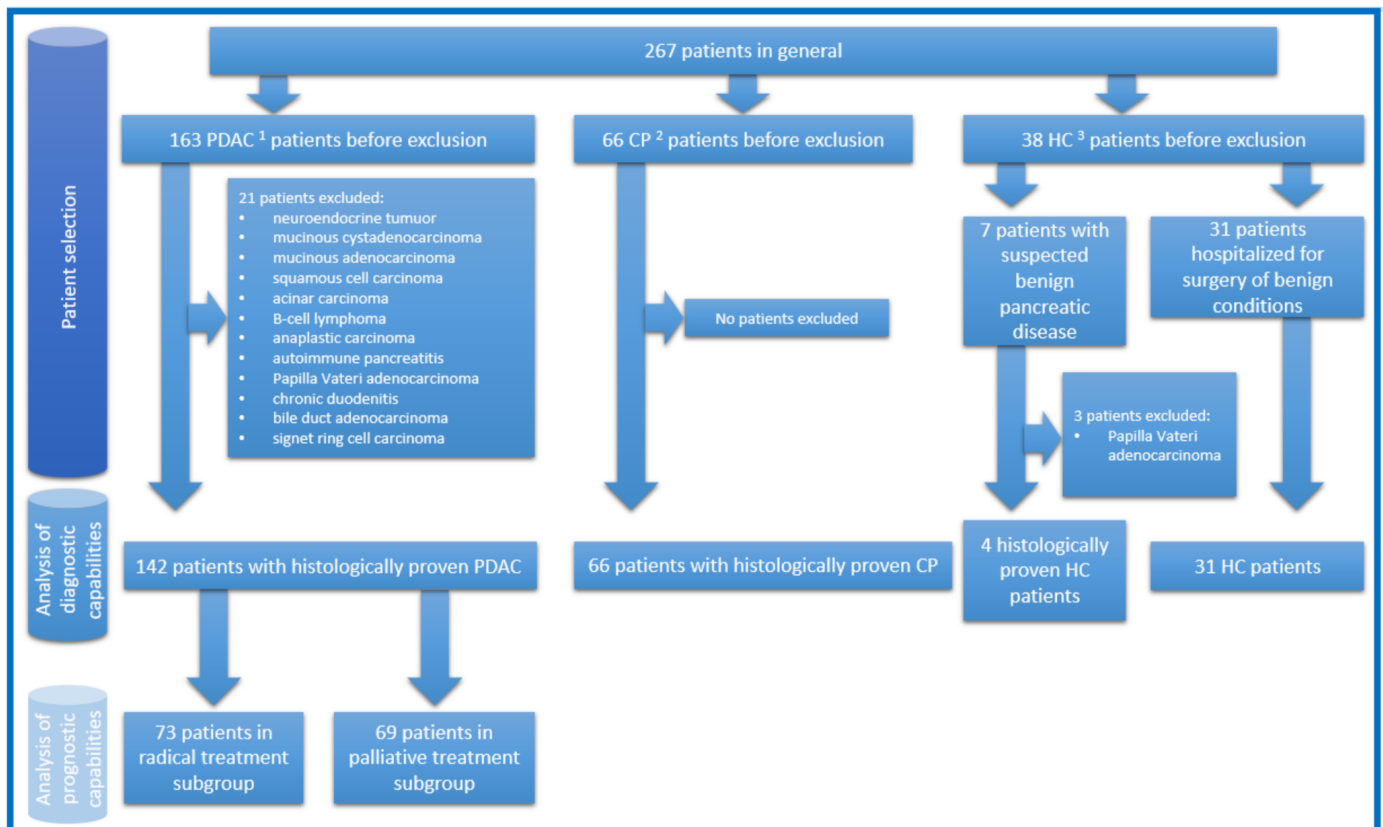 267 patients in general
163 PDAC ¹ patients before exclusion
66 CP ² patients before exclusion
38 HC ³ patients before exclusion
Patient selection
21 patients excluded:
• neuroendocrine tumuor
• mucinous cystadenocarcinoma
• mucinous adenocarcinoma
• squamous cell carcinoma
• acinar carcinoma
• B-cell lymphoma
• anaplastic carcinoma
• autoimmune pancreatitis
• Papilla Vateri adenocarcinoma
• chronic duodenitis
• bile duct adenocarcinoma
• signet ring cell carcinoma
No patients excluded
7 patients with
suspected
benign
pancreatic
disease
31 patients
hospitalized for
surgery of benign
conditions
3 patients excluded:
• Papilla Vateri
adenocarcinoma
Analysis of
diagnostic
capabilities
142 patients with histologically proven PDAC
66 patients with histologically proven CP
4 histologically
proven HC
patients
31 HC patients
Analysis of
prognostic
capabilities
73 patients in
radical treatment
subgroup
69 patients in
palliative treatment
subgroup